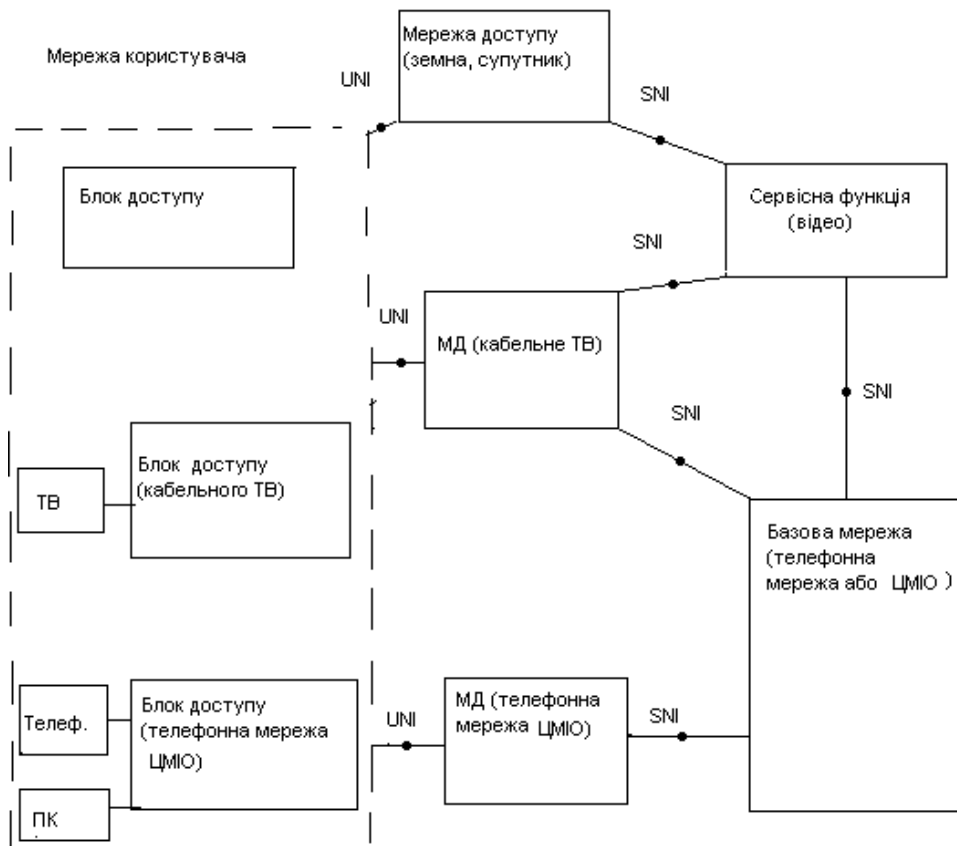 Мережа користувача
UNI
Мережа доступу
(земна, супутник)
SNI
Блок доступу
Сервісна функція
(відео)
SNI
UNI
МД (кабельне ТВ)
SNI
SNI
ТВ
Блок доступу
(кабельного ТВ)
Базова мережа
(телефонна
мережа або ЦМІО )
Телеф.
Блок доступу
(телефонна мережа
ЦМІО)
UNI
МД (телефонна
мережа ЦМІО)
SNI
ПК